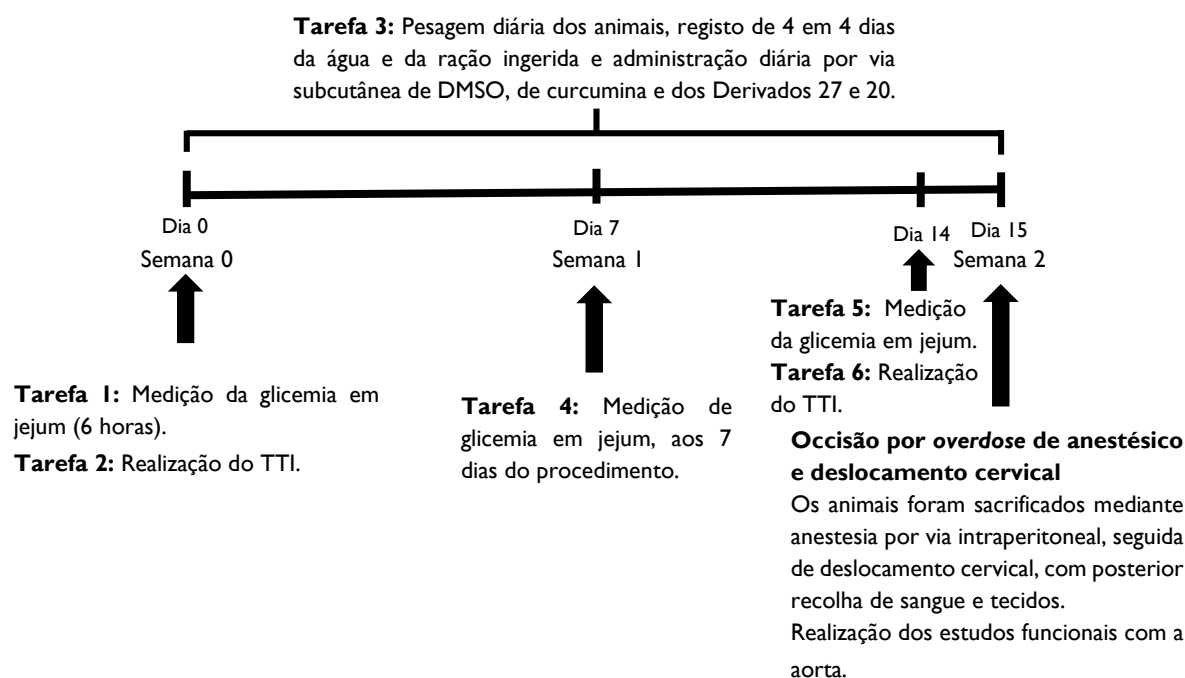 Tarefa 3: Pesagem diária dos animais, registo de 4 em 4 dias
da água e da ração ingerida e administração diária por via
subcutânea de DMSO, de curcumina e dos Derivados 27 e 20.
Dia 0
Semana 0
Dia 7
Semana 1
Dia 14
Dia 15
Semana 2
Tarefa 1: Medição da glicemia em
jejum (6 horas).
Tarefa 2: Realização do TTI.
Tarefa 4: Medição de
glicemia em jejum, aos 7
dias do procedimento.
Tarefa 5: Medição
da glicemia em jejum.
Tarefa 6: Realização
do TTI.
Occisão por overdose de anestésico
e deslocamento cervical
Os animais foram sacrificados mediante
anestesia por via intraperitoneal, seguida
de deslocamento cervical, com posterior
recolha de sangue e tecidos.
Realização dos estudos funcionais com a
aorta.